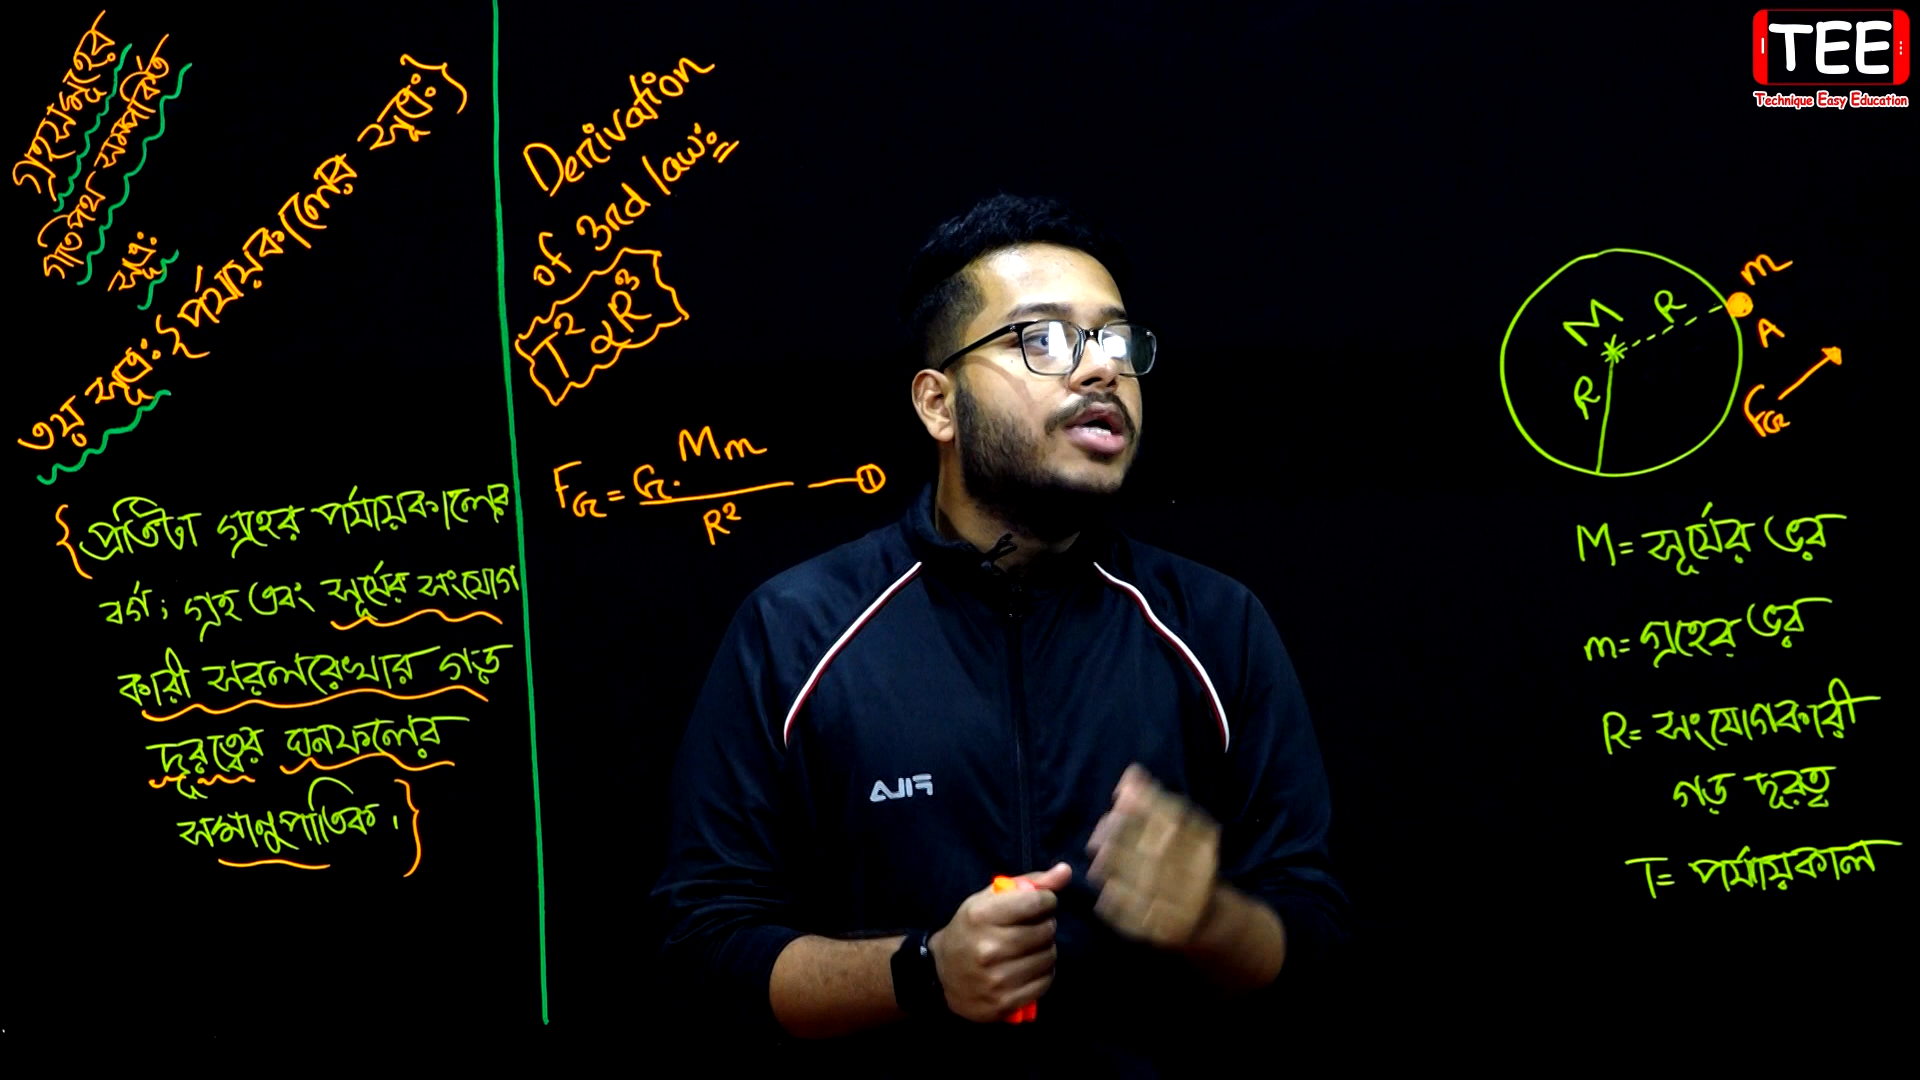 গ্রহসমূহের
গতিপথ সম্পর্কিত
সূত্র:
৩য় সূত্র: { পর্যায়কালের সূত্র: }
{ প্রতিটা গ্রহের পর্যায়কালের
বর্গ; গ্রহ এবং সূর্যের সংযোগ
কারী সরলরেখার গড়
দূরত্বের ঘনফলের
সমানুপাতিক। }
Derivation
of 3rd law:
T² α R³
F_G = G. Mm / R² —①
M
R
R
m
A
F_G
M = সূর্যের ভর
m = গ্রহের ভর
R = সংযোগকারী
গড় দূরত্ব
T = পর্যায়কাল
FILA
TEE
Technique Easy Education